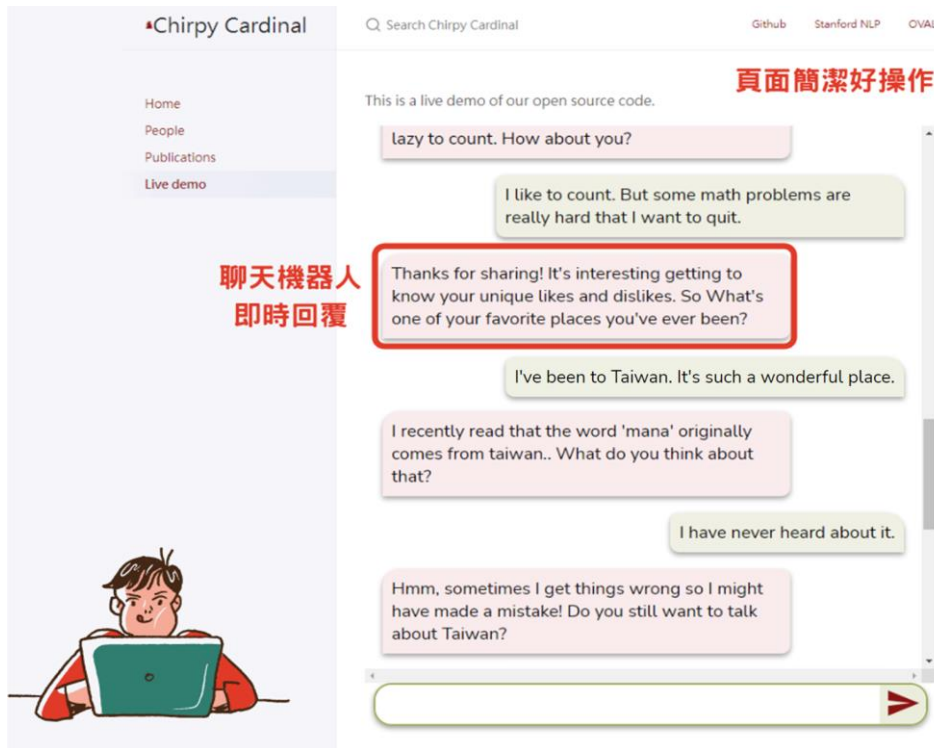 Chirpy Cardinal
Search Chirpy Cardinal
Github
Stanford NLP
OVAL
頁面簡潔好操作
Home
People
Publications
Live demo
This is a live demo of our open source code.
lazy to count. How about you?
I like to count. But some math problems are
really hard that I want to quit.
聊天機器人
即時回覆
Thanks for sharing! It's interesting getting to
know your unique likes and dislikes. So What's
one of your favorite places you've ever been?
I've been to Taiwan. It's such a wonderful place.
I recently read that the word 'mana' originally
comes from taiwan.. What do you think about
that?
I have never heard about it.
Hmm, sometimes I get things wrong so I might
have made a mistake! Do you still want to talk
about Taiwan?